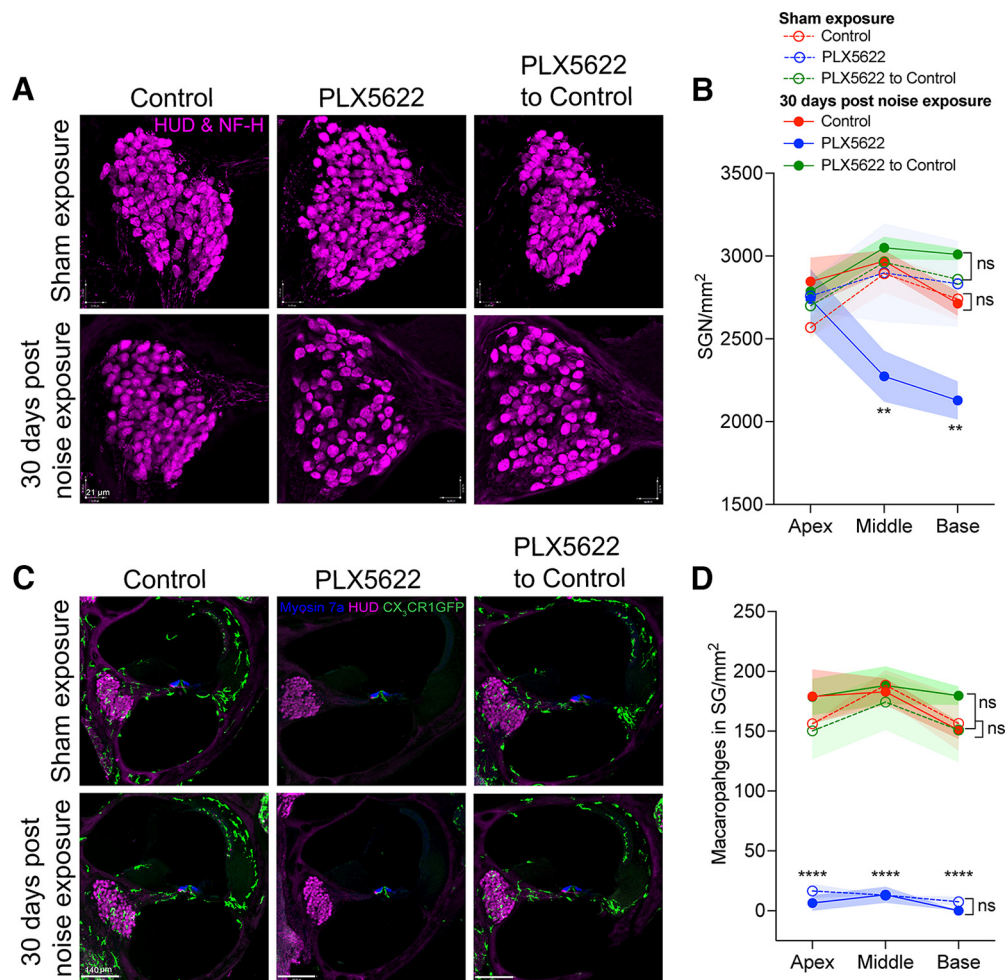 A
Control
PLX5622
PLX5622
to Control
Sham exposure
HUD & NF-H
30 days post
noise exposure
21 μm
B
Sham exposure
Control
PLX5622
PLX5622 to Control
30 days post noise exposure
Control
PLX5622
PLX5622 to Control
SGN/mm²
3500
3000
2500
2000
1500
ns
ns
**
**
Apex
Middle
Base
C
Control
PLX5622
PLX5622
to Control
Sham exposure
Myosin 7a HUD CX₃CR1GFP
30 days post
noise exposure
140 μm
D
Macaropahges in SG/mm²
250
200
150
100
50
0
ns
ns
****
****
****
ns
Apex
Middle
Base